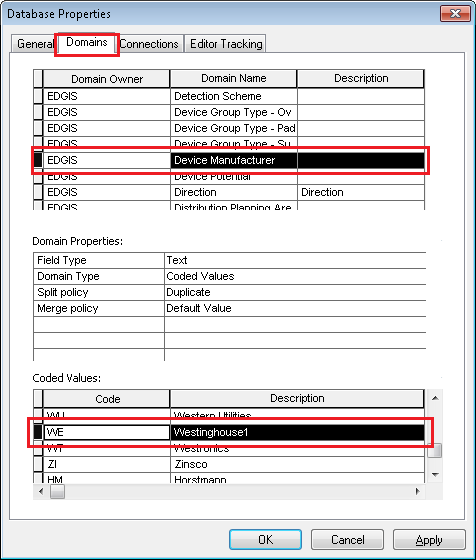 Database Properties
General Domains Connections Editor Tracking
Domain Owner Domain Name Description
EDGIS Detection Scheme
EDGIS Device Group Type - Ov
EDGIS Device Group Type - Pad
EDGIS Device Group Type - Su
EDGIS Device Manufacturer
EDGIS Device Potential
EDGIS Direction Direction
EDGIS Distribution Planning Are
Domain Properties:
Field Type Text
Domain Type Coded Values
Split policy Duplicate
Merge policy Default Value
Coded Values:
Code Description
WU Western Utilities
WE Westinghouse1
WT Westronics
ZI Zinsco
HM Horstmann
OK Cancel Apply